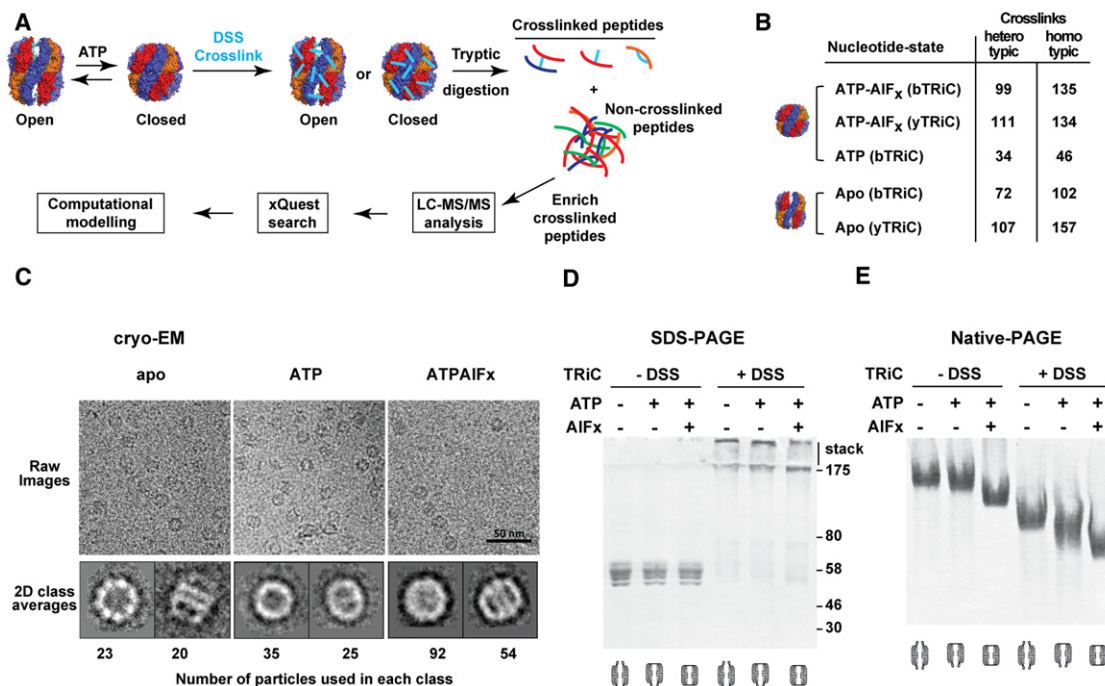 A
ATP
Open
Closed
DSS
Crosslink
Open
or
Closed
Tryptic
digestion
Crosslinked peptides
+
Non-crosslinked
peptides
Enrich
crosslinked
peptides
LC-MS/MS
analysis
xQuest
search
Computational
modelling
B
Crosslinks
Nucleotide-state
hetero
typic
homo
typic
ATP-AlFx (bTRiC) 99 135
ATP-AlFx (yTRiC) 111 134
ATP (bTRiC) 34 46
Apo (bTRiC) 72 102
Apo (yTRiC) 107 157
C
cryo-EM
apo ATP ATPAlFx
Raw
Images
50 nm
2D class
averages
23 20 35 25 92 54
Number of particles used in each class
D
SDS-PAGE
TRiC - DSS + DSS
ATP - + + - + +
AlFx + +
stack
175
80
58
46
30
E
Native-PAGE
TRiC - DSS + DSS
ATP - + + - + +
AlFx + +